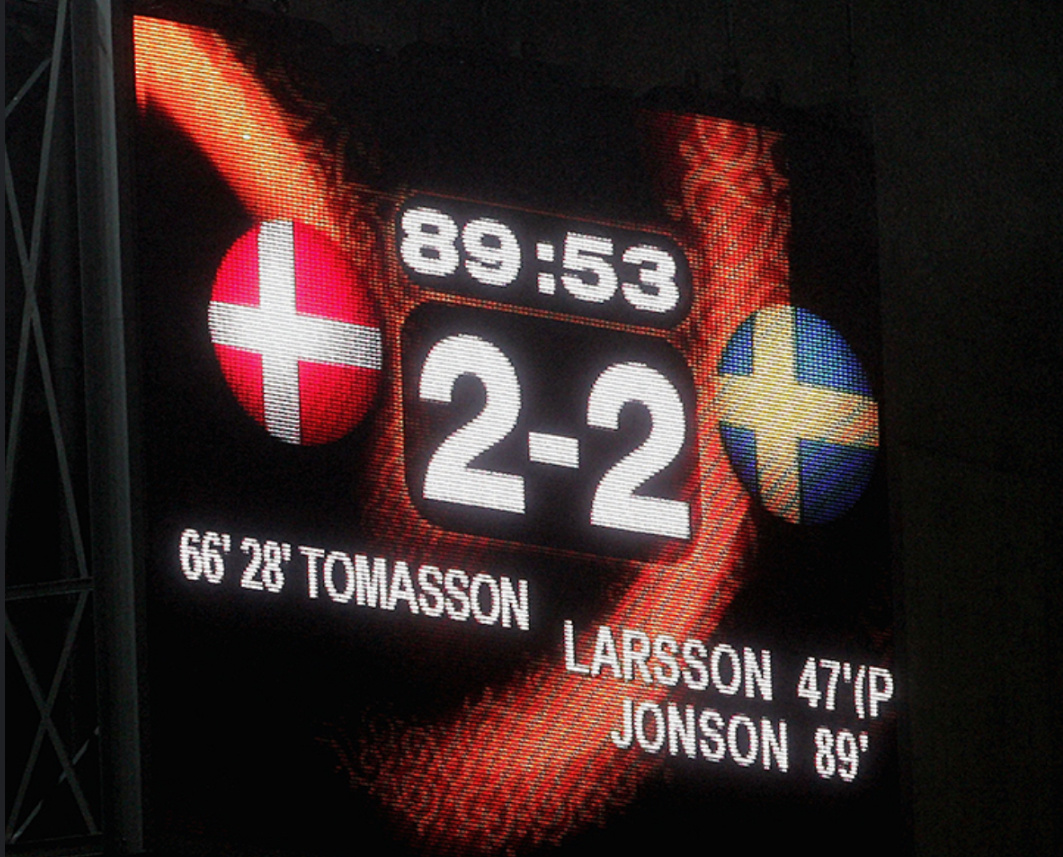 89:53
2-2
66' 28' TOMASSON
LARSSON 47'(P
JONSON 89'